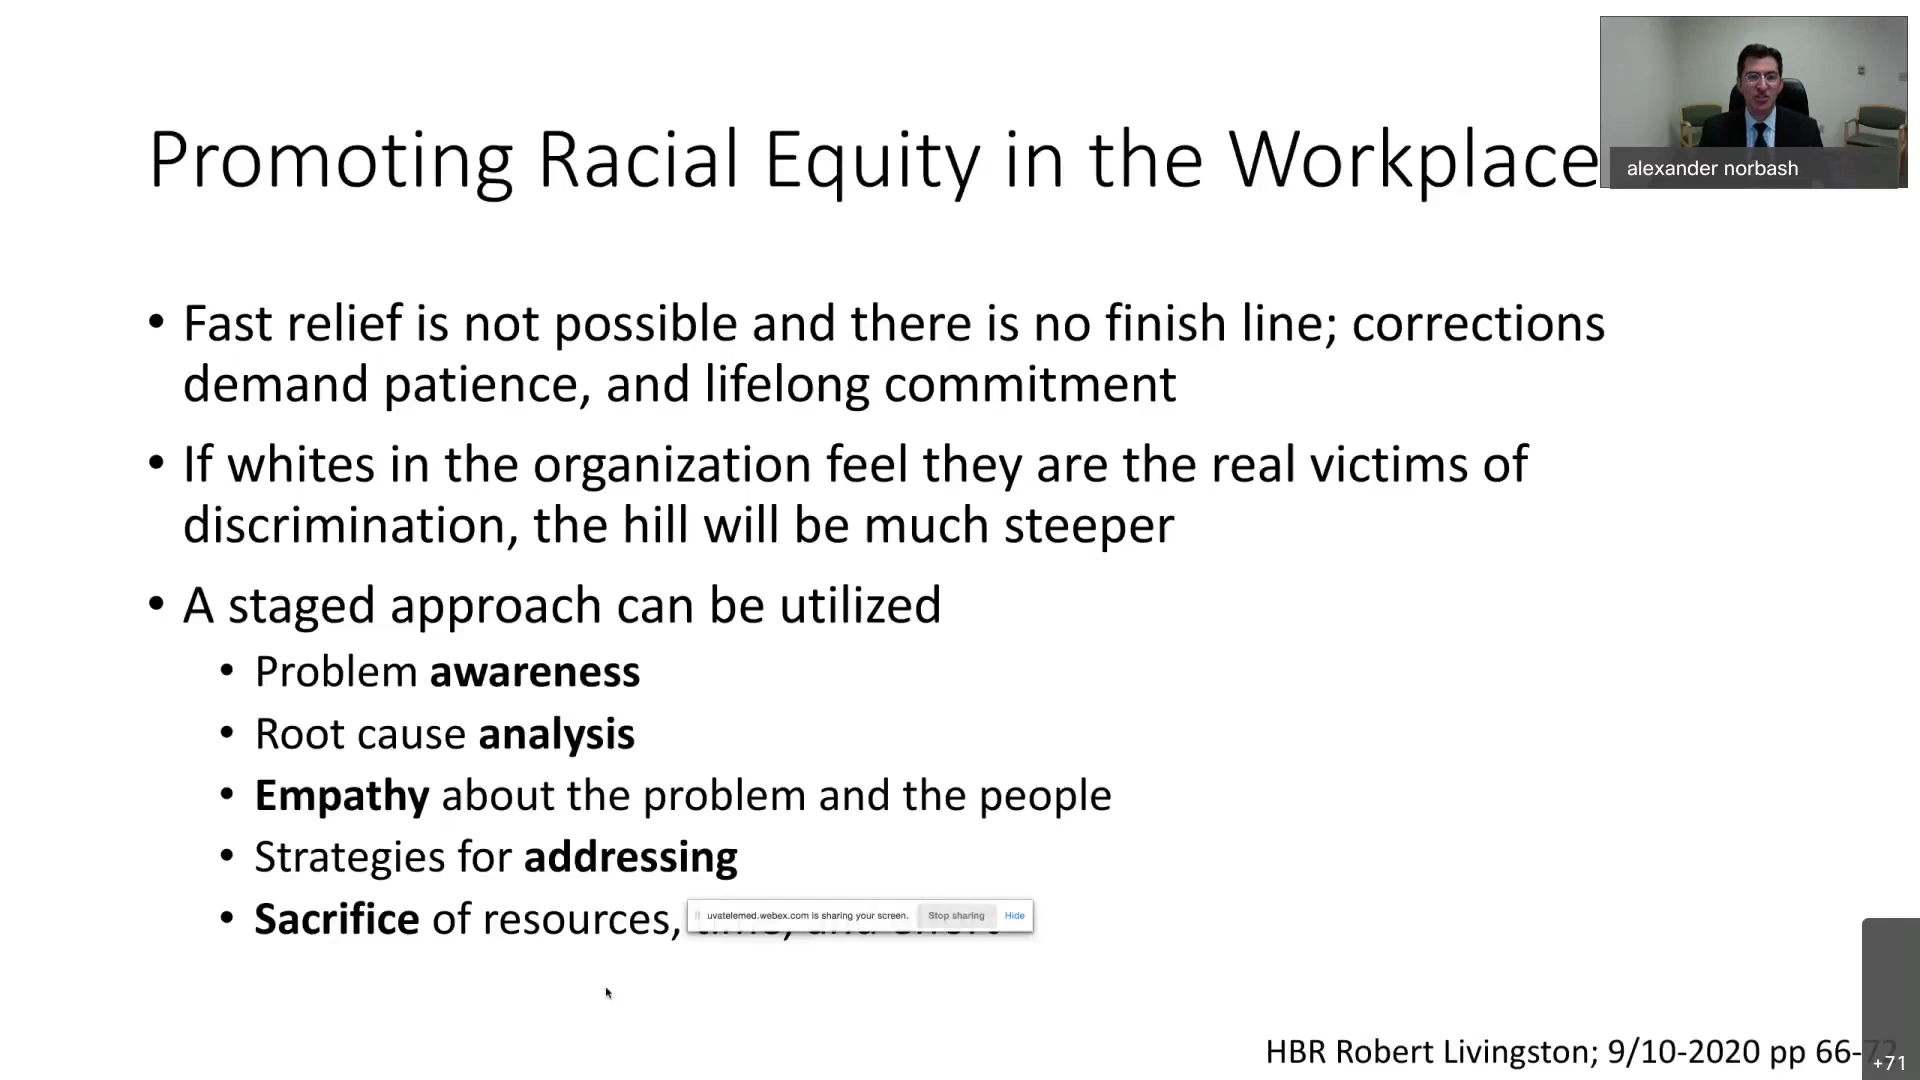 alexander norbash
Promoting Racial Equity in the Workplace
• Fast relief is not possible and there is no finish line; corrections
demand patience, and lifelong commitment
• If whites in the organization feel they are the real victims of
discrimination, the hill will be much steeper
• A staged approach can be utilized
• Problem awareness
• Root cause analysis
• Empathy about the problem and the people
• Strategies for addressing
• Sacrifice of resources,
uvatelemed.webex.com is sharing your screen. Stop sharing Hide
HBR Robert Livingston; 9/10-2020 pp 66-
+71